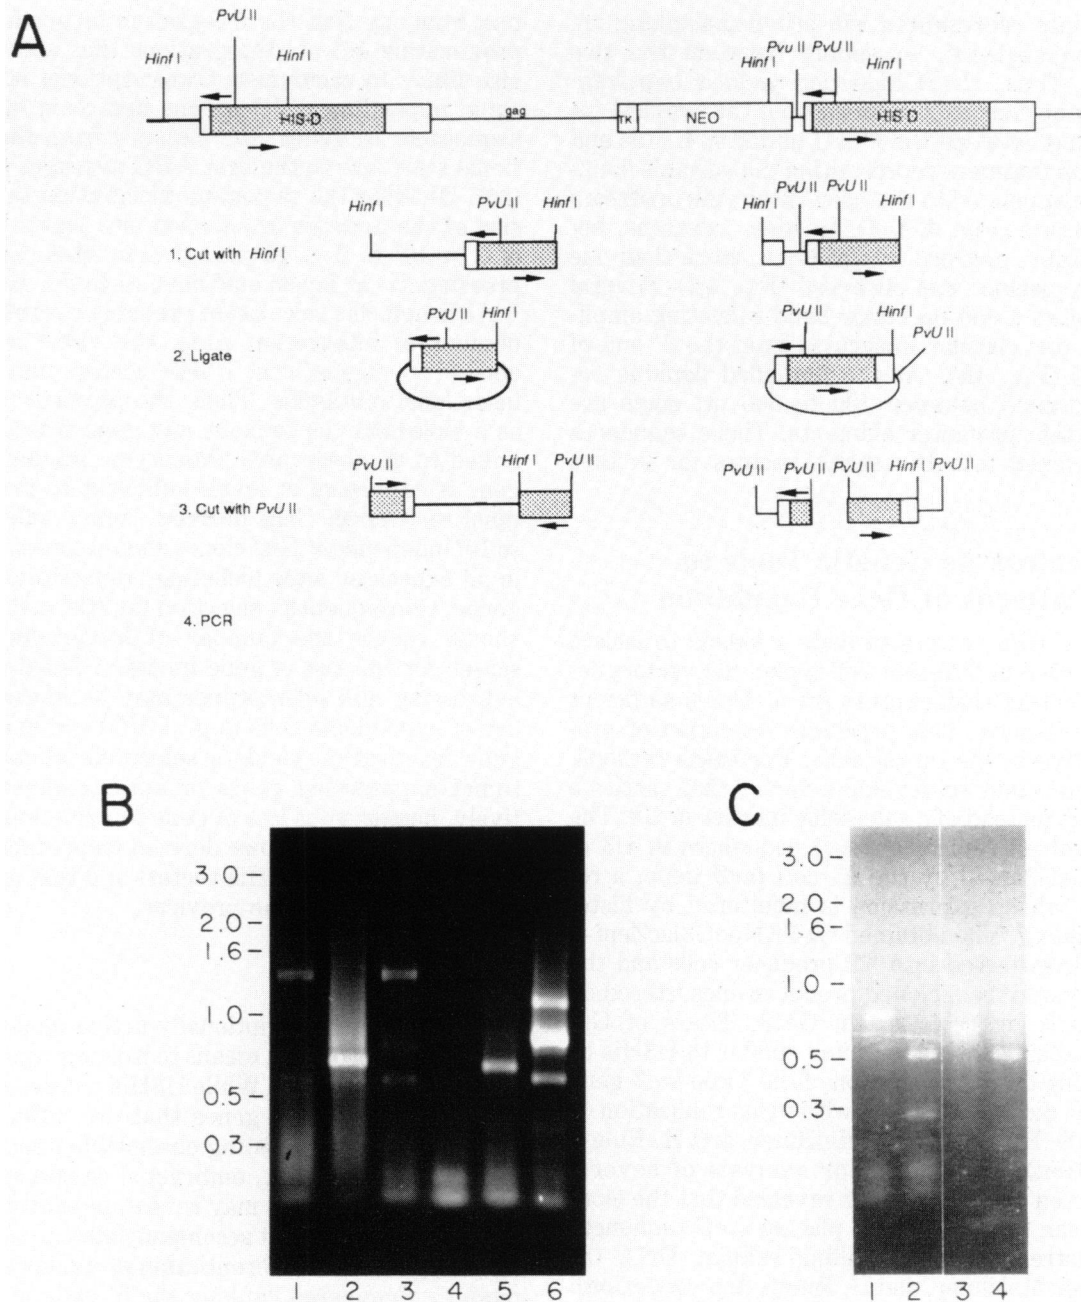 A
PvU II
Hinf I
Hinf I
Pvu II
PvU II
Hinf I
Hinf I
HIS-D
gag
TK
NEO
HIS D
Hinf I
PvU II
Hinf I
PvU II
Hinf I
PvU II
Hinf I
1. Cut with Hinf I
PvU II
Hinf I
PvU II
Hinf I
PvU II
2. Ligate
PvU II
Hinf I
PvU II
PvU II
PvU II
PvU II
Hinf I
PvU II
3. Cut with PvU II
4. PCR
B
3.0 -
2.0 -
1.6 -
1.0 -
0.5 -
0.3 -
1 2 3 4 5 6
C
3.0 -
2.0 -
1.6 -
1.0 -
0.5 -
0.3 -
1 2 3 4